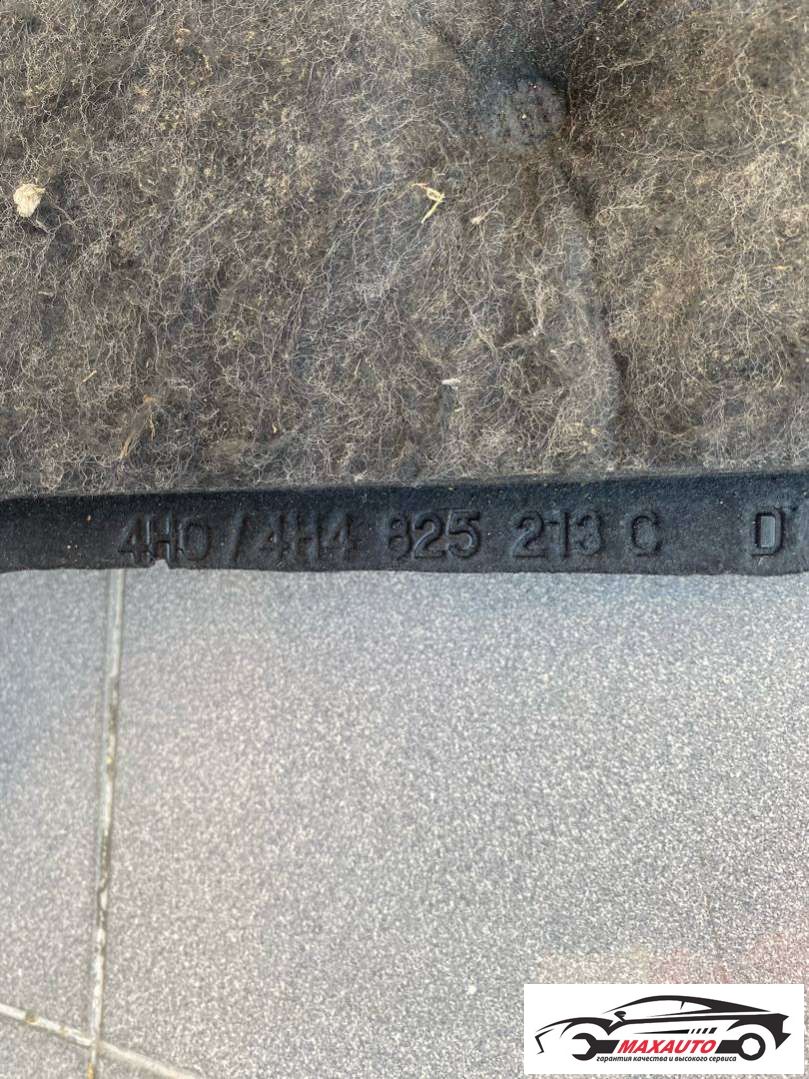 4H0 / 4H4 825 213 C D
MAXAUTO
гарантия качества и высокого сервиса